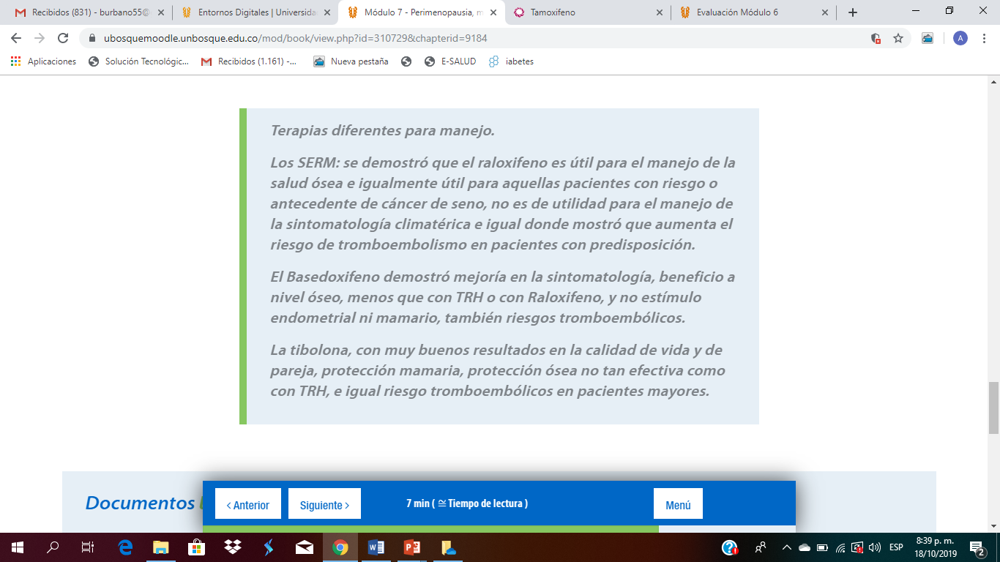 Recibidos (831) - burbano55@
Entornos Digitales | Universida
Módulo 7 - Perimenopausia, m
Tamoxifeno
Evaluación Módulo 6
ubosquemoodle.unbosque.edu.co/mod/book/view.php?id=310729&chapterid=9184
A
Aplicaciones
Solución Tecnológic...
Recibidos (1.161) -...
Nueva pestaña
E-SALUD
iabetes
Terapias diferentes para manejo.
Los SERM: se demostró que el raloxifeno es útil para el manejo de la
salud ósea e igualmente útil para aquellas pacientes con riesgo o
antecedente de cáncer de seno, no es de utilidad para el manejo de
la sintomatología climatérica e igual donde mostró que aumenta el
riesgo de tromboembolismo en pacientes con predisposición.
El Basedoxifeno demostró mejoría en la sintomatología, beneficio a
nivel óseo, menos que con TRH o con Raloxifeno, y no estímulo
endometrial ni mamario, también riesgos tromboembólicos.
La tibolona, con muy buenos resultados en la calidad de vida y de
pareja, protección mamaria, protección ósea no tan efectiva como
con TRH, e igual riesgo tromboembólicos en pacientes mayores.
Documentos
< Anterior
Siguiente >
7 min ( ≅ Tiempo de lectura )
Menú
ESP
8:39 p. m.
18/10/2019
2